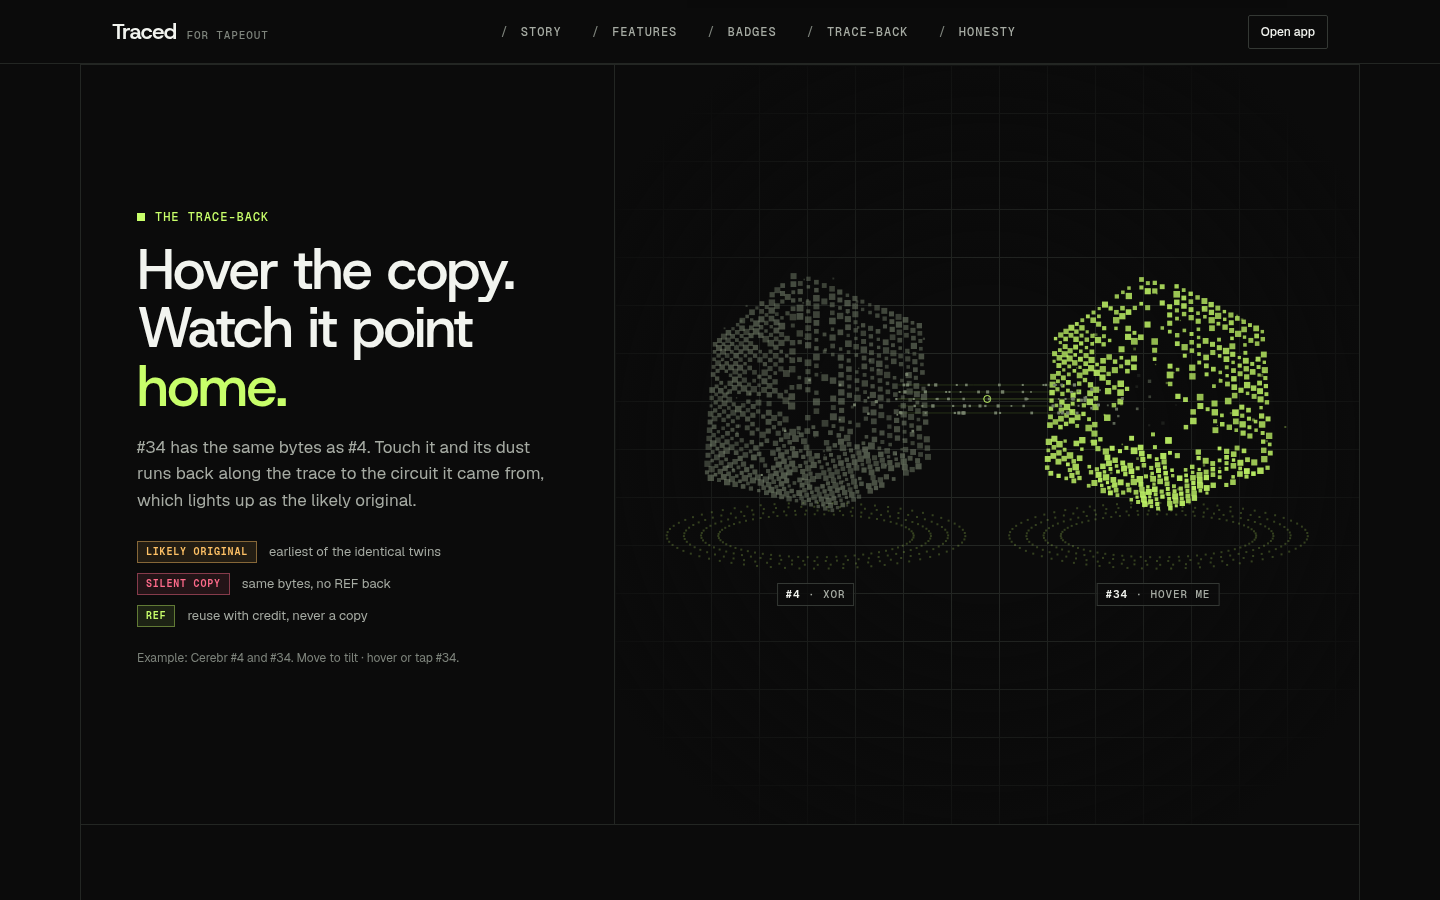 Traced FOR TAPEOUT
/ STORY / FEATURES / BADGES / TRACE-BACK / HONESTY
Open app
THE TRACE-BACK
Hover the copy.
Watch it point
home.
#34 has the same bytes as #4. Touch it and its dust
runs back along the trace to the circuit it came from,
which lights up as the likely original.
LIKELY ORIGINAL earliest of the identical twins
SILENT COPY same bytes, no REF back
REF reuse with credit, never a copy
Example: Cerebr #4 and #34. Move to tilt · hover or tap #34.
#4 · XOR
#34 · HOVER ME